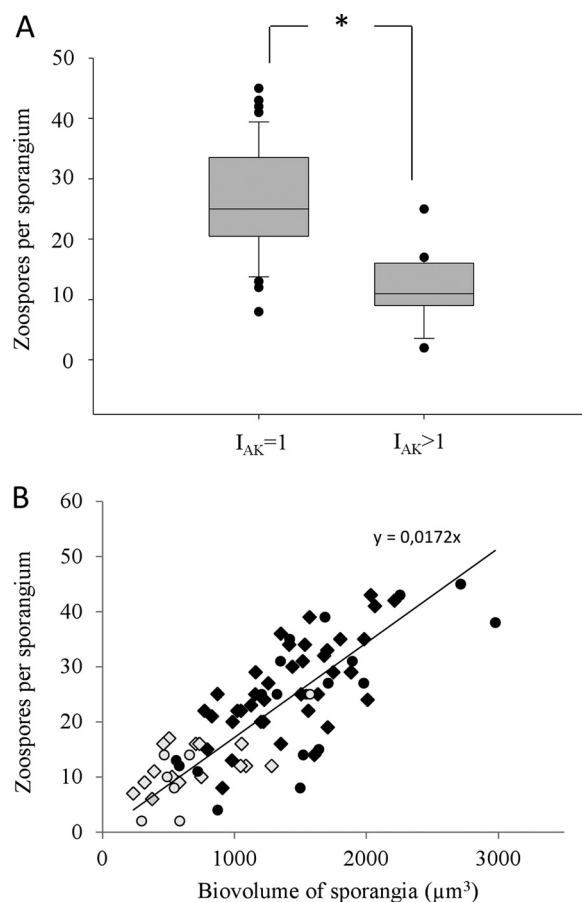 A
*
Zoospores per sporangium
50
40
30
20
10
0
I_AK=1
I_AK>1
B
Zoospores per sporangium
60
50
40
30
20
10
0
y = 0,0172x
0
1000
2000
3000
Biovolume of sporangia (µm³)